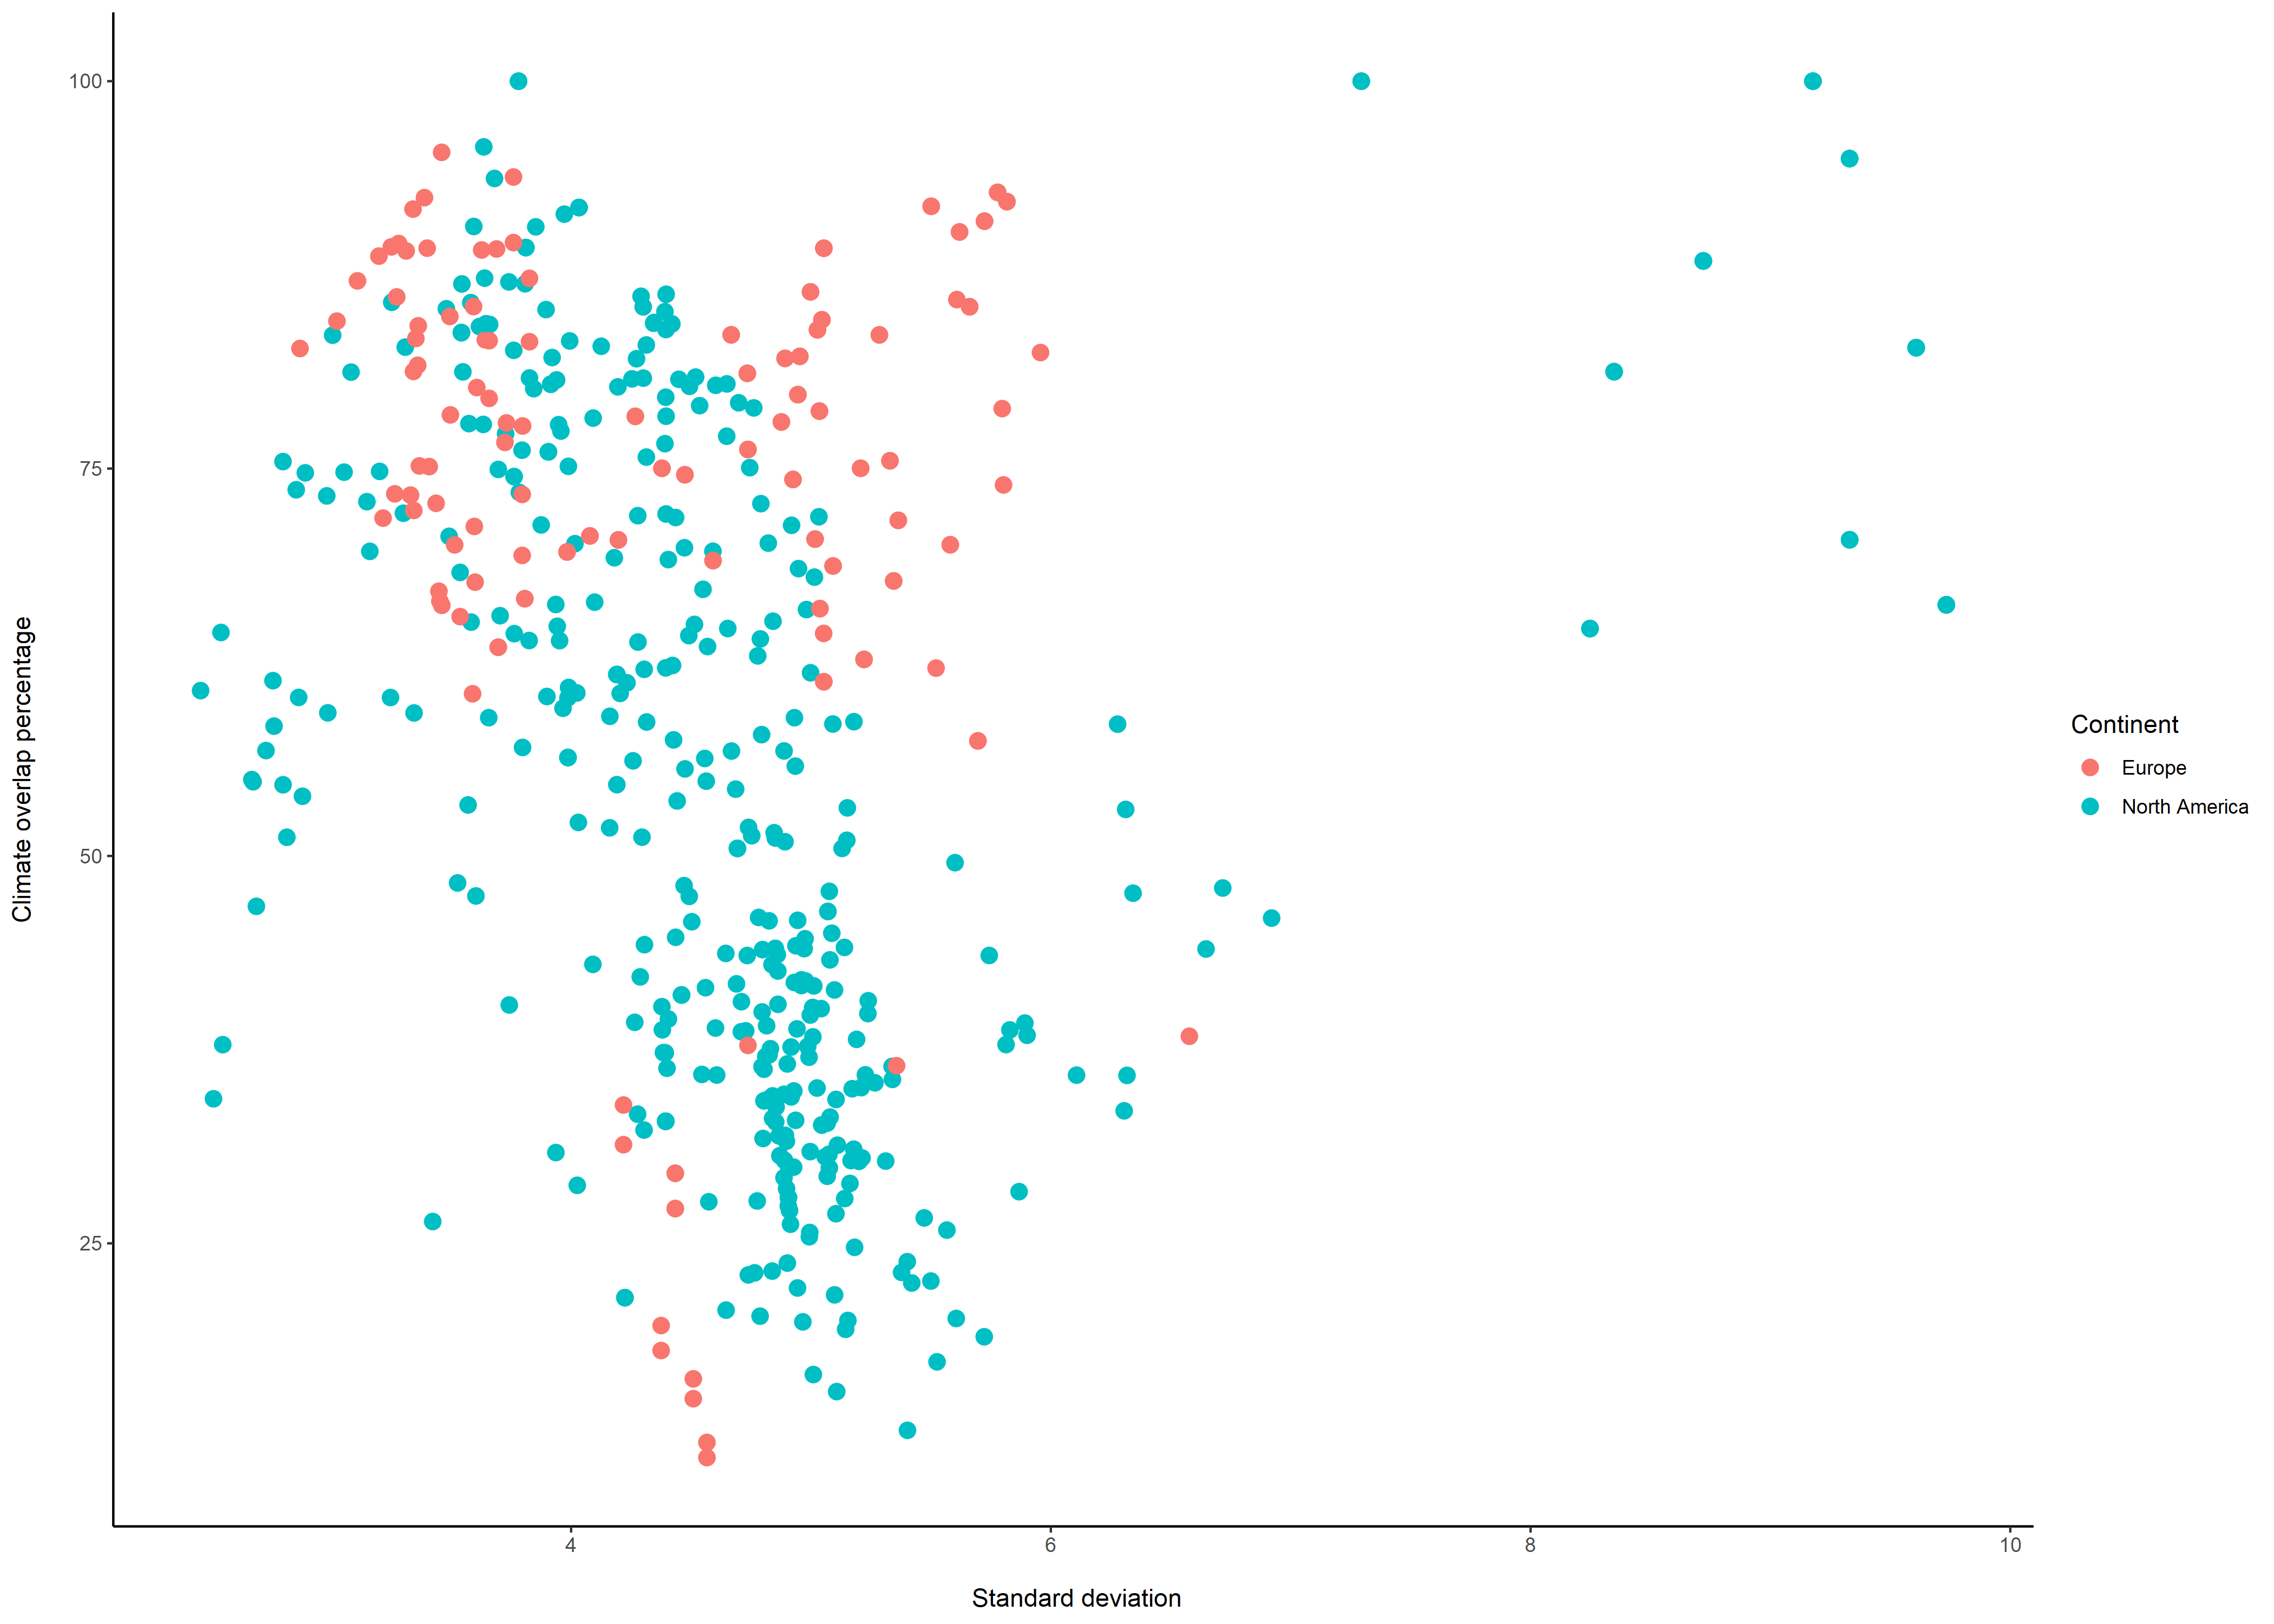 Climate overlap percentage
100
75
50
25
4
6
8
10
Standard deviation
Continent
Europe
North America